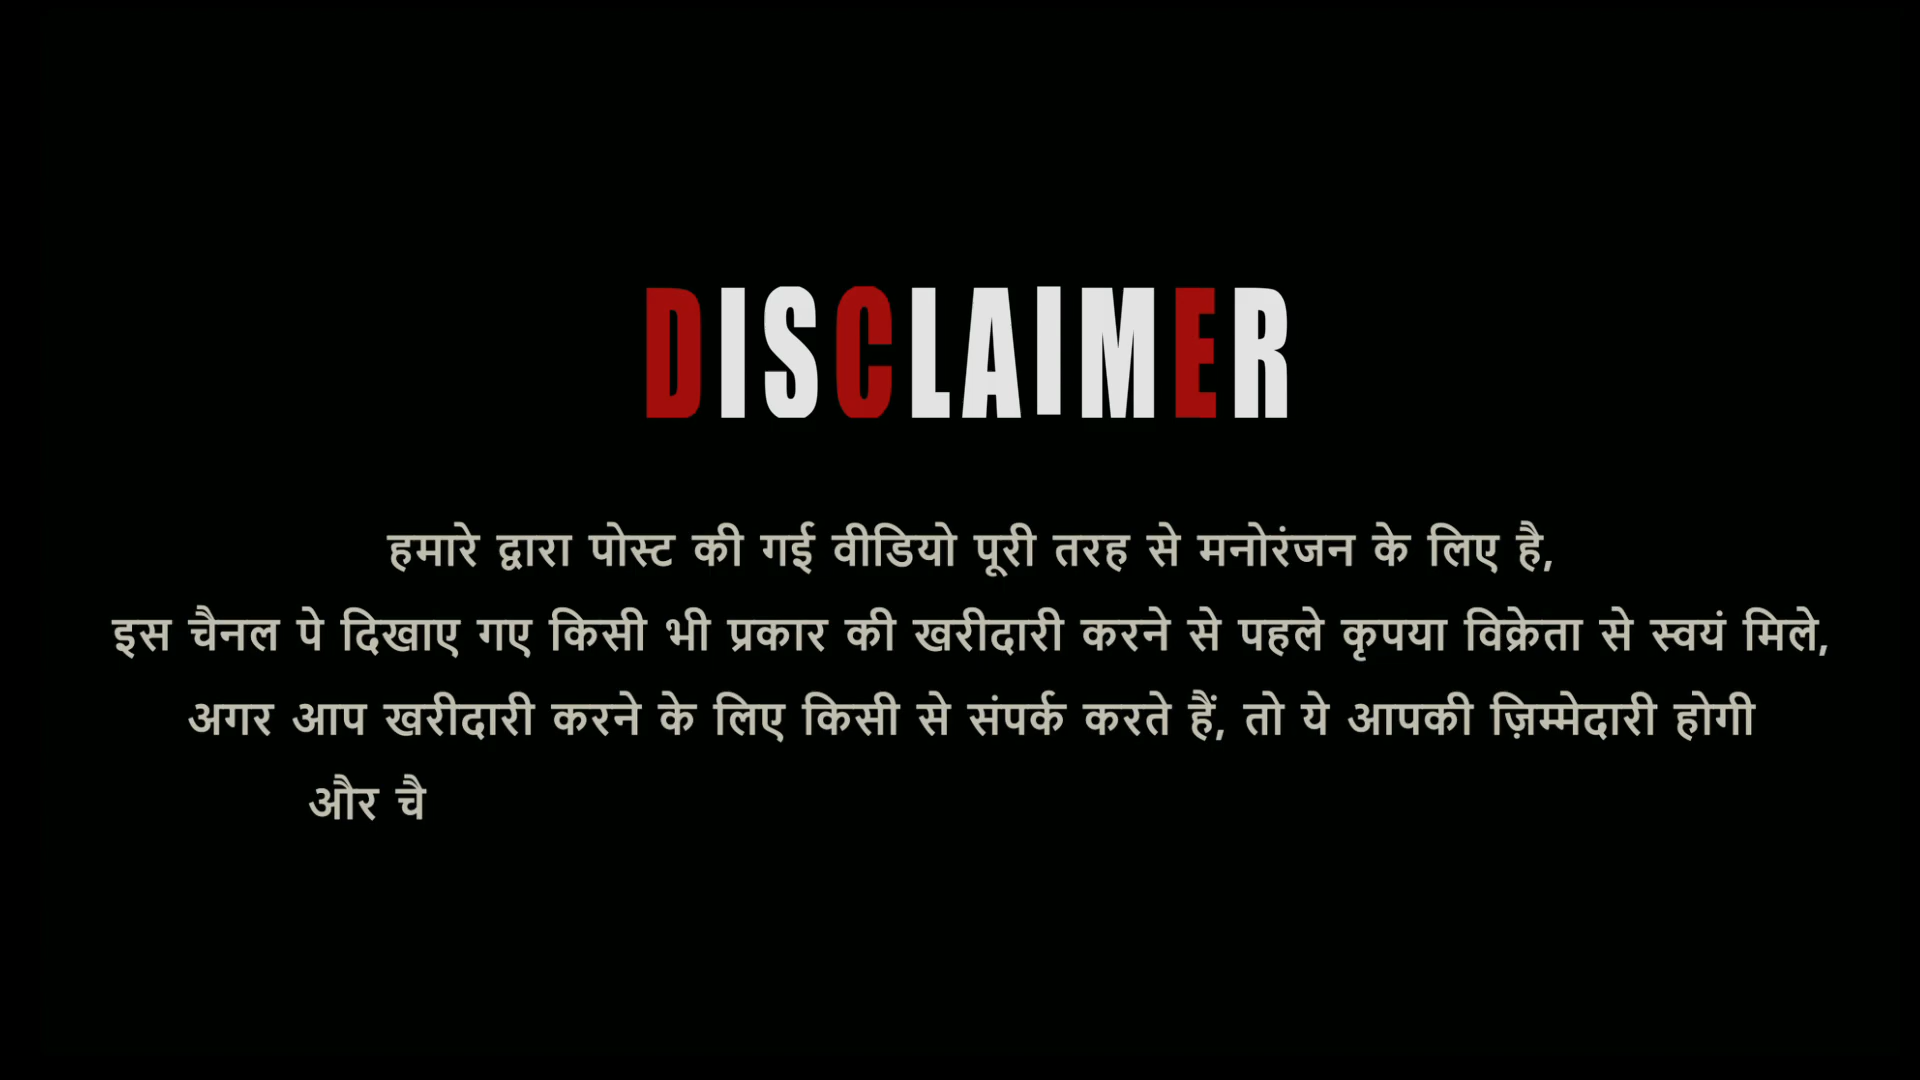 DISCLAIMER
हमारे द्वारा पोस्ट की गई वीडियो पूरी तरह से मनोरंजन के लिए है,
इस चैनल पे दिखाए गए किसी भी प्रकार की खरीदारी करने से पहले कृपया विक्रेता से स्वयं मिले,
अगर आप खरीदारी करने के लिए किसी से संपर्क करते हैं, तो ये आपकी ज़िम्मेदारी होगी
और चै